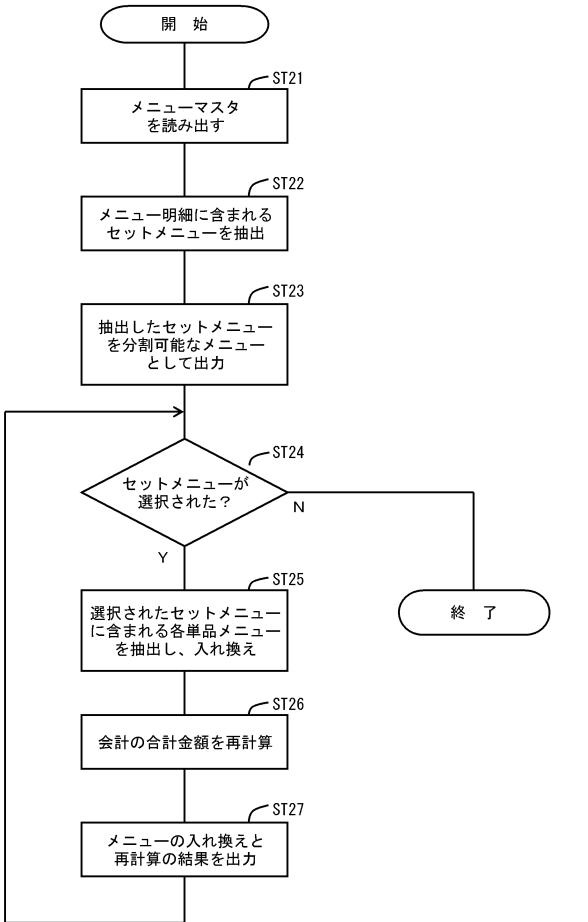 開　始
ST21
メニューマスタ
を読み出す
ST22
メニュー明細に含まれる
セットメニューを抽出
ST23
抽出したセットメニュー
を分割可能なメニュー
として出力
ST24
セットメニューが
選択された？
N
Y
ST25
選択されたセットメニュー
に含まれる各単品メニュー
を抽出し、入れ換え
終　了
ST26
会計の合計金額を再計算
ST27
メニューの入れ換えと
再計算の結果を出力